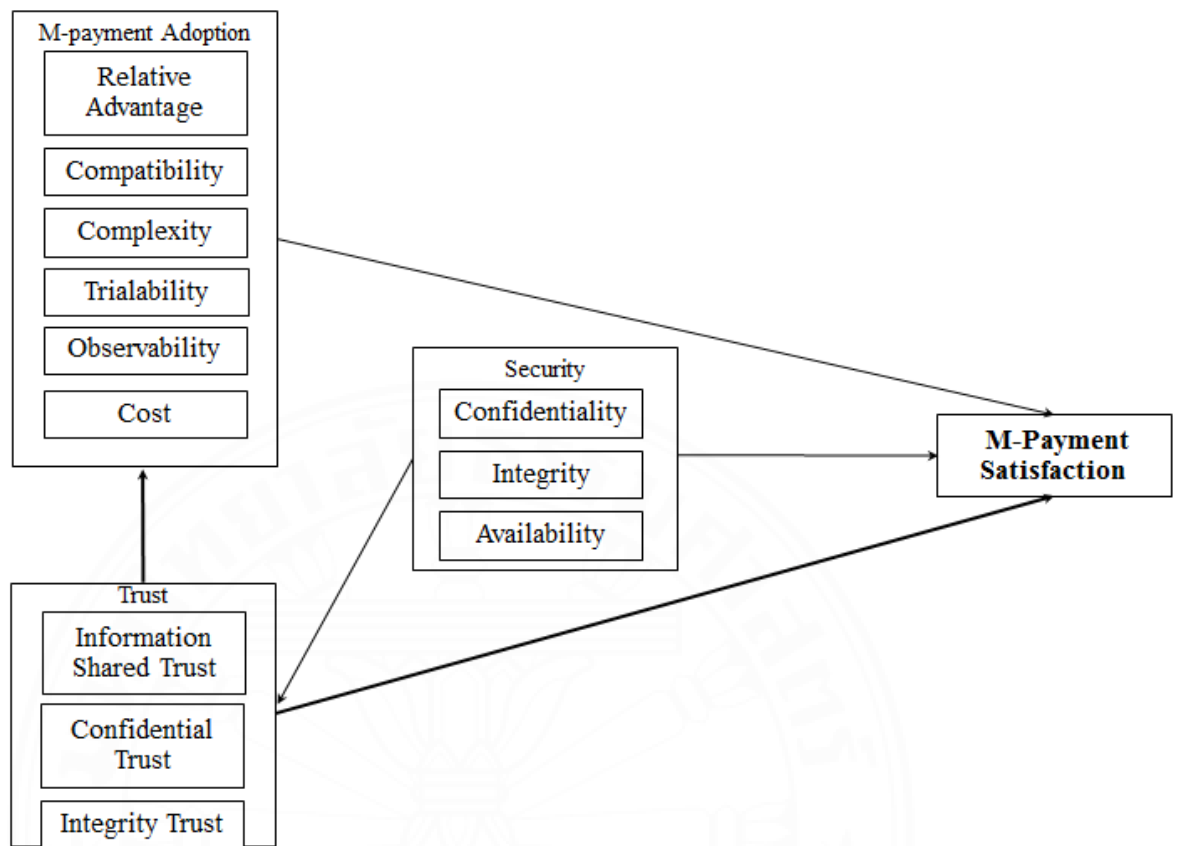 M-payment Adoption
Relative
Advantage
Compatibility
Complexity
Trialability
Observability
Cost
Security
Confidentiality
Integrity
Availability
M-Payment
Satisfaction
Trust
Information
Shared Trust
Confidential
Trust
Integrity Trust